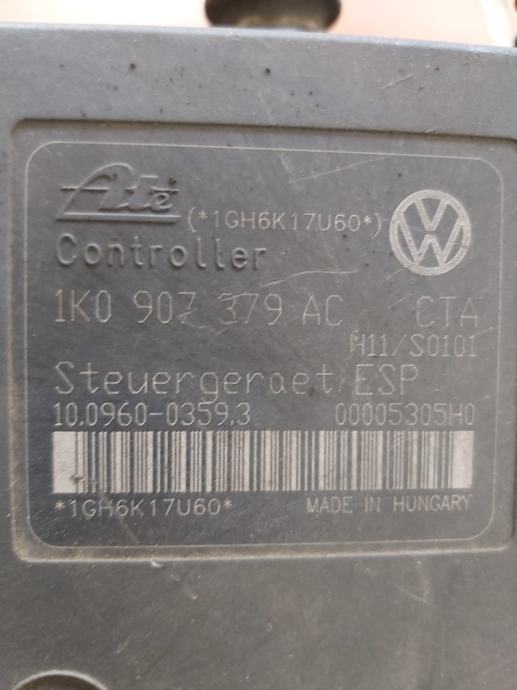 Ate (*1GH6K17U60*) VW
Controller
1K0 907 379 AC CTA
H11/S0101
Steuergeraet ESP
10.0960-0359.3 00005305H0
*1GH6K17U60* MADE IN HUNGARY